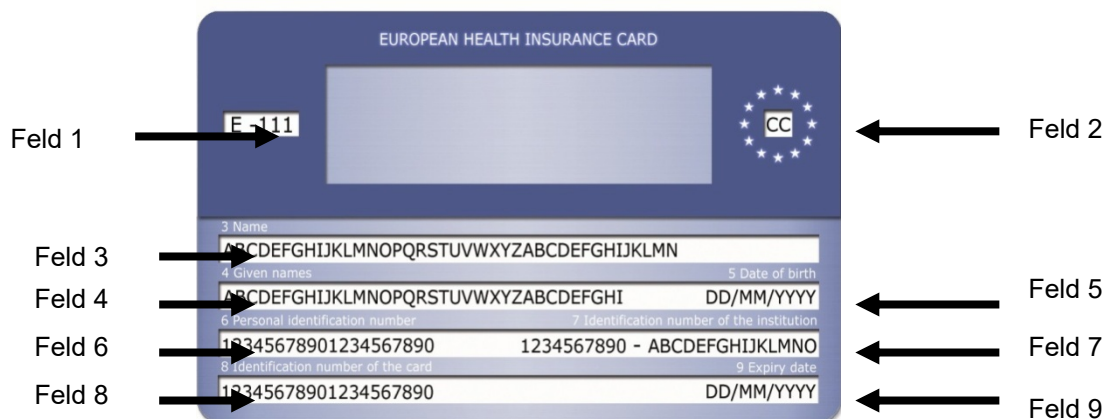 EUROPEAN HEALTH INSURANCE CARD
Feld 1 E -111 CC Feld 2
3 Name
Feld 3 ABCDEFGHIJKLMNOPQRSTUVWXYZABCDEFGHIJKLMN
4 Given names 5 Date of birth
Feld 4 ABCDEFGHIJKLMNOPQRSTUVWXYZABCDEFGHI DD/MM/YYYY Feld 5
6 Personal identification number 7 Identification number of the institution
Feld 6 12345678901234567890 1234567890 - ABCDEFGHIJKLMNO Feld 7
8 Identification number of the card 9 Expiry date
Feld 8 12345678901234567890 DD/MM/YYYY Feld 9